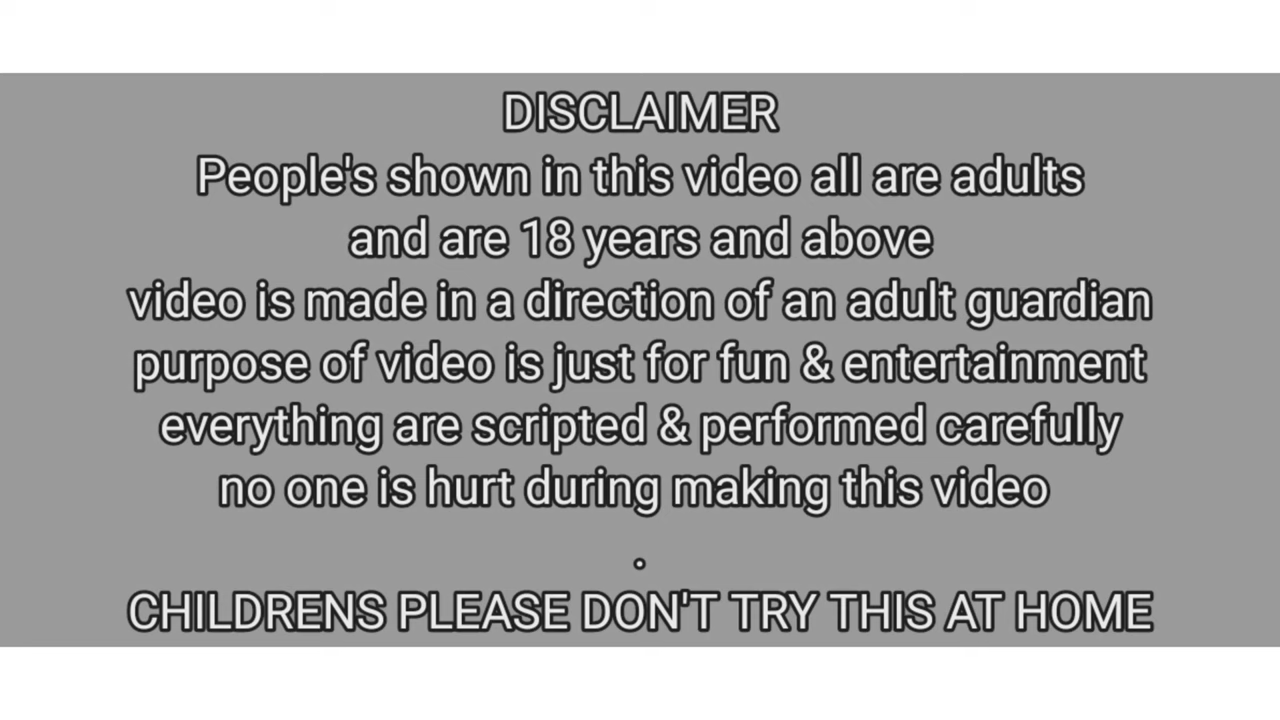 DISCLAIMER
People's shown in this video all are adults
and are 18 years and above
video is made in a direction of an adult guardian
purpose of video is just for fun & entertainment
everything are scripted & performed carefully
no one is hurt during making this video
.
CHILDRENS PLEASE DON'T TRY THIS AT HOME